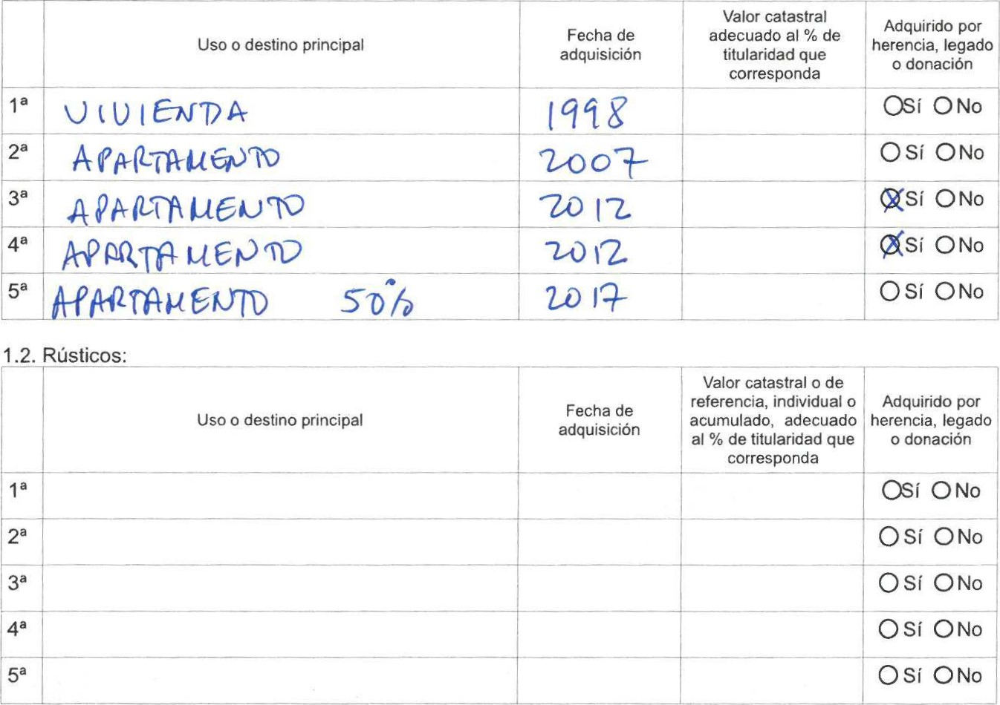 Uso o destino principal
Fecha de
adquisición
Valor catastral
adecuado al % de
titularidad que
corresponda
Adquirido por
herencia, legado
o donación
1ª VIVIENDA 1998 Sí No
2ª APARTAMENTO 2007 Sí No
3ª APARTAMENTO 2012 Sí No
4ª APARTAMENTO 2012 Sí No
5ª APARTAMENTO 50% 2017 Sí No
1.2. Rústicos:
Uso o destino principal
Fecha de
adquisición
Valor catastral o de
referencia, individual o
acumulado, adecuado
al % de titularidad que
corresponda
Adquirido por
herencia, legado
o donación
1ª Sí No
2ª Sí No
3ª Sí No
4ª Sí No
5ª Sí No